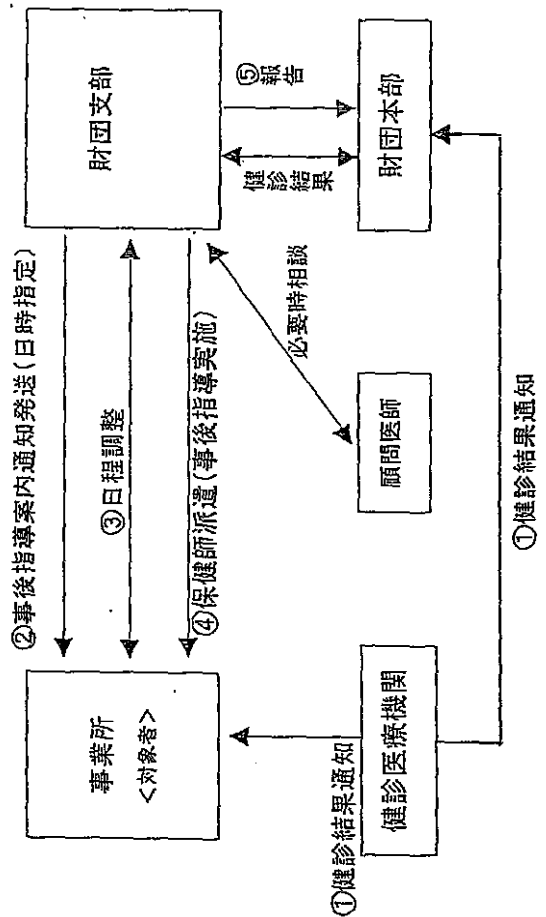 ②事後指導案内通知発送(日時指定)
③日程調整
④保健師派遣(事後指導実施)
事業所
<対象者>
財団支部
⑤報告
健診結果
必要時相談
①健診結果通知
健診医療機関
顧問医師
財団本部
①健診結果通知